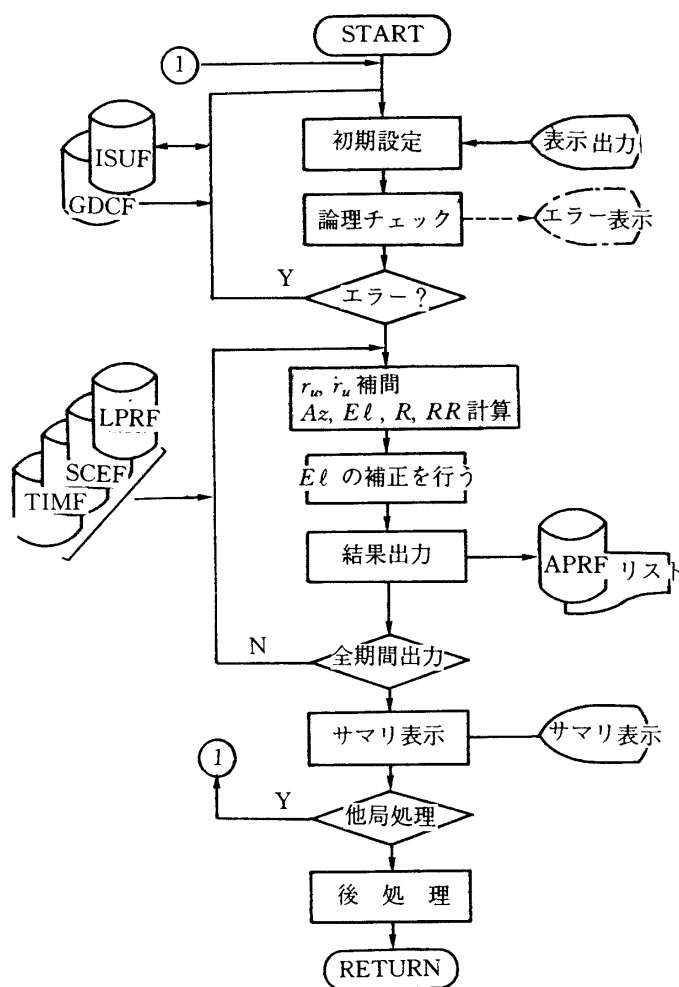 START
1
ISUF
GDCF
初期設定
表示出力
論理チェック
エラー表示
Y
エラー?
LPRF
SCEF
TIMF
r_u, ṙ_u 補間
Az, Eℓ, R, RR 計算
Eℓ の補正を行う
結果出力
APRF
リスト
N
全期間出力
サマリ表示
サマリ表示
1
Y
他局処理
後 処 理
RETURN